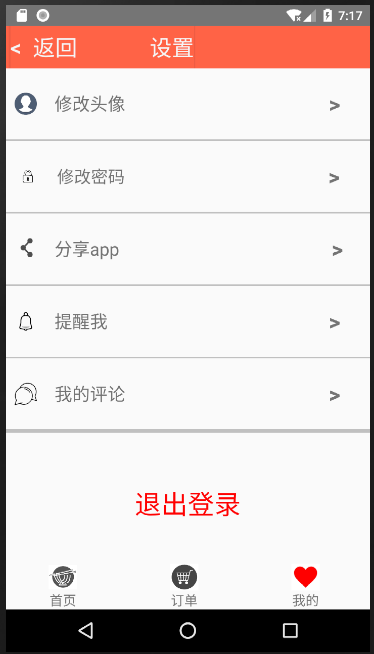 7:17
< 返回 设置
修改头像 >
修改密码 >
分享app >
提醒我 >
我的评论 >
退出登录
首页 订单 我的